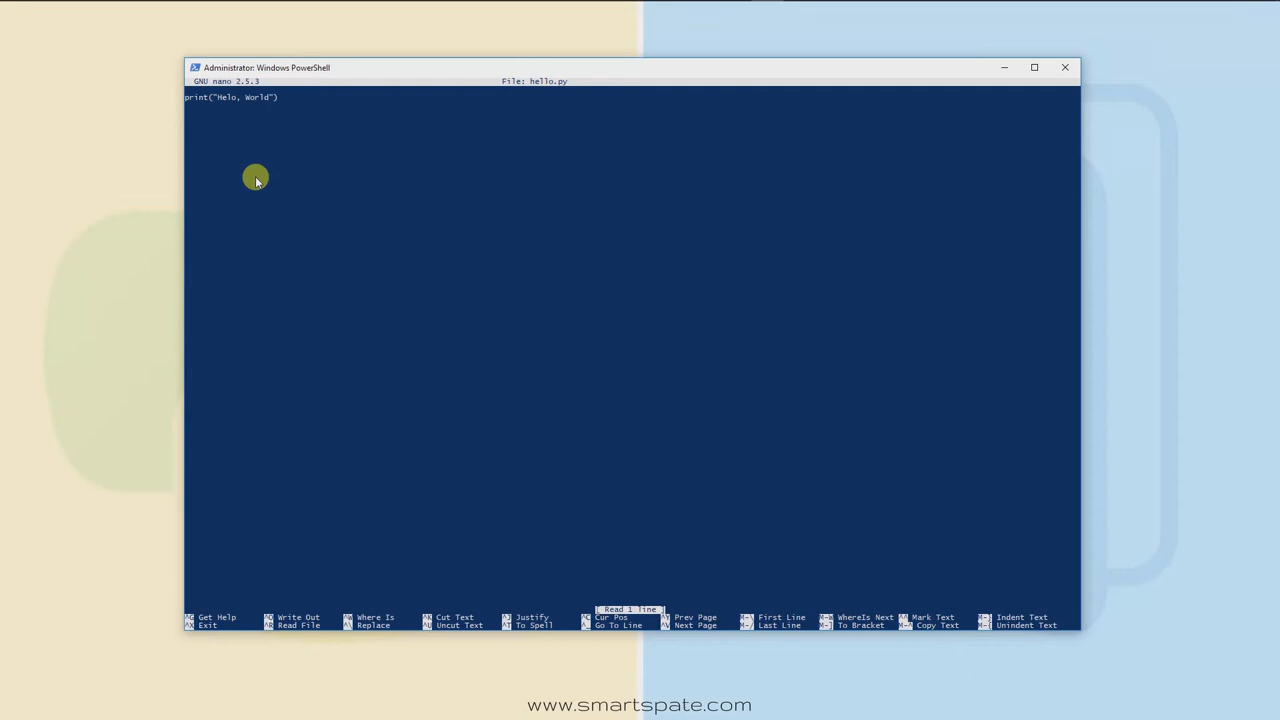 Administrator: Windows PowerShell
GNU nano 2.5.3 File: hello.py
print("Helo, World")
[ Read 1 line ]
^G Get Help ^O Write Out ^W Where Is ^K Cut Text ^J Justify ^C Cur Pos ^Y Prev Page M-\ First Line M-W WhereIs Next ^^ Mark Text M-} Indent Text
^X Exit ^R Read File ^\ Replace ^U Uncut Text ^T To Spell ^_ Go To Line ^V Next Page M-/ Last Line M-] To Bracket M-^ Copy Text M-{ Unindent Text
www.smartspate.com